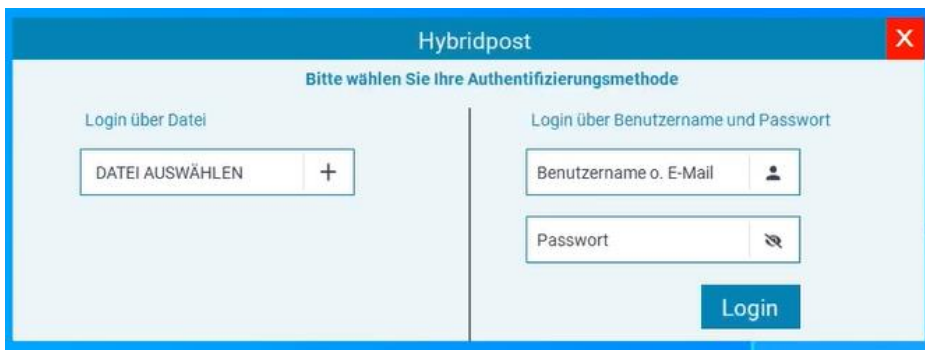 Hybridpost
X
Bitte wählen Sie Ihre Authentifizierungsmethode
Login über Datei
DATEI AUSWÄHLEN
Login über Benutzername und Passwort
Benutzername o. E-Mail
Passwort
Login